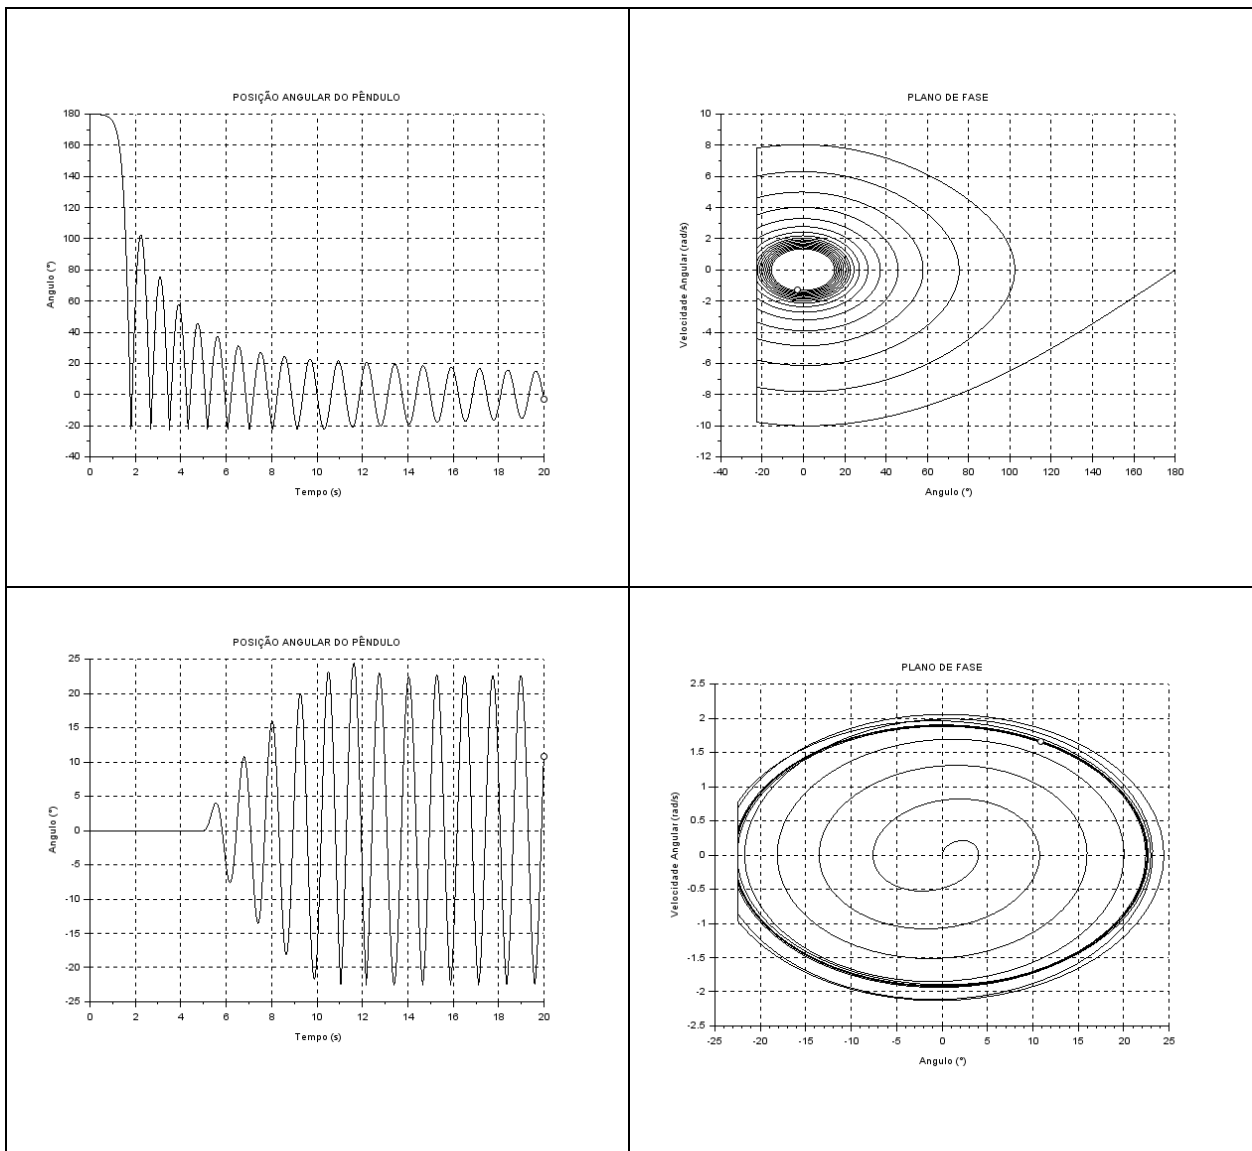 POSIÇÃO ANGULAR DO PÊNDULO
Angulo (°)
180
160
140
120
100
80
60
40
20
0
-20
-40
0 2 4 6 8 10 12 14 16 18 20
Tempo (s)
PLANO DE FASE
Velocidade Angular (rad/s)
10
8
6
4
2
0
-2
-4
-6
-8
-10
-12
-40 -20 0 20 40 60 80 100 120 140 160 180
Angulo (°)
POSIÇÃO ANGULAR DO PÊNDULO
Angulo (°)
25
20
15
10
5
0
-5
-10
-15
-20
-25
0 2 4 6 8 10 12 14 16 18 20
Tempo (s)
PLANO DE FASE
Velocidade Angular (rad/s)
2.5
2
1.5
1
0.5
0
-0.5
-1
-1.5
-2
-2.5
-25 -20 -15 -10 -5 0 5 10 15 20 25
Angulo (°)